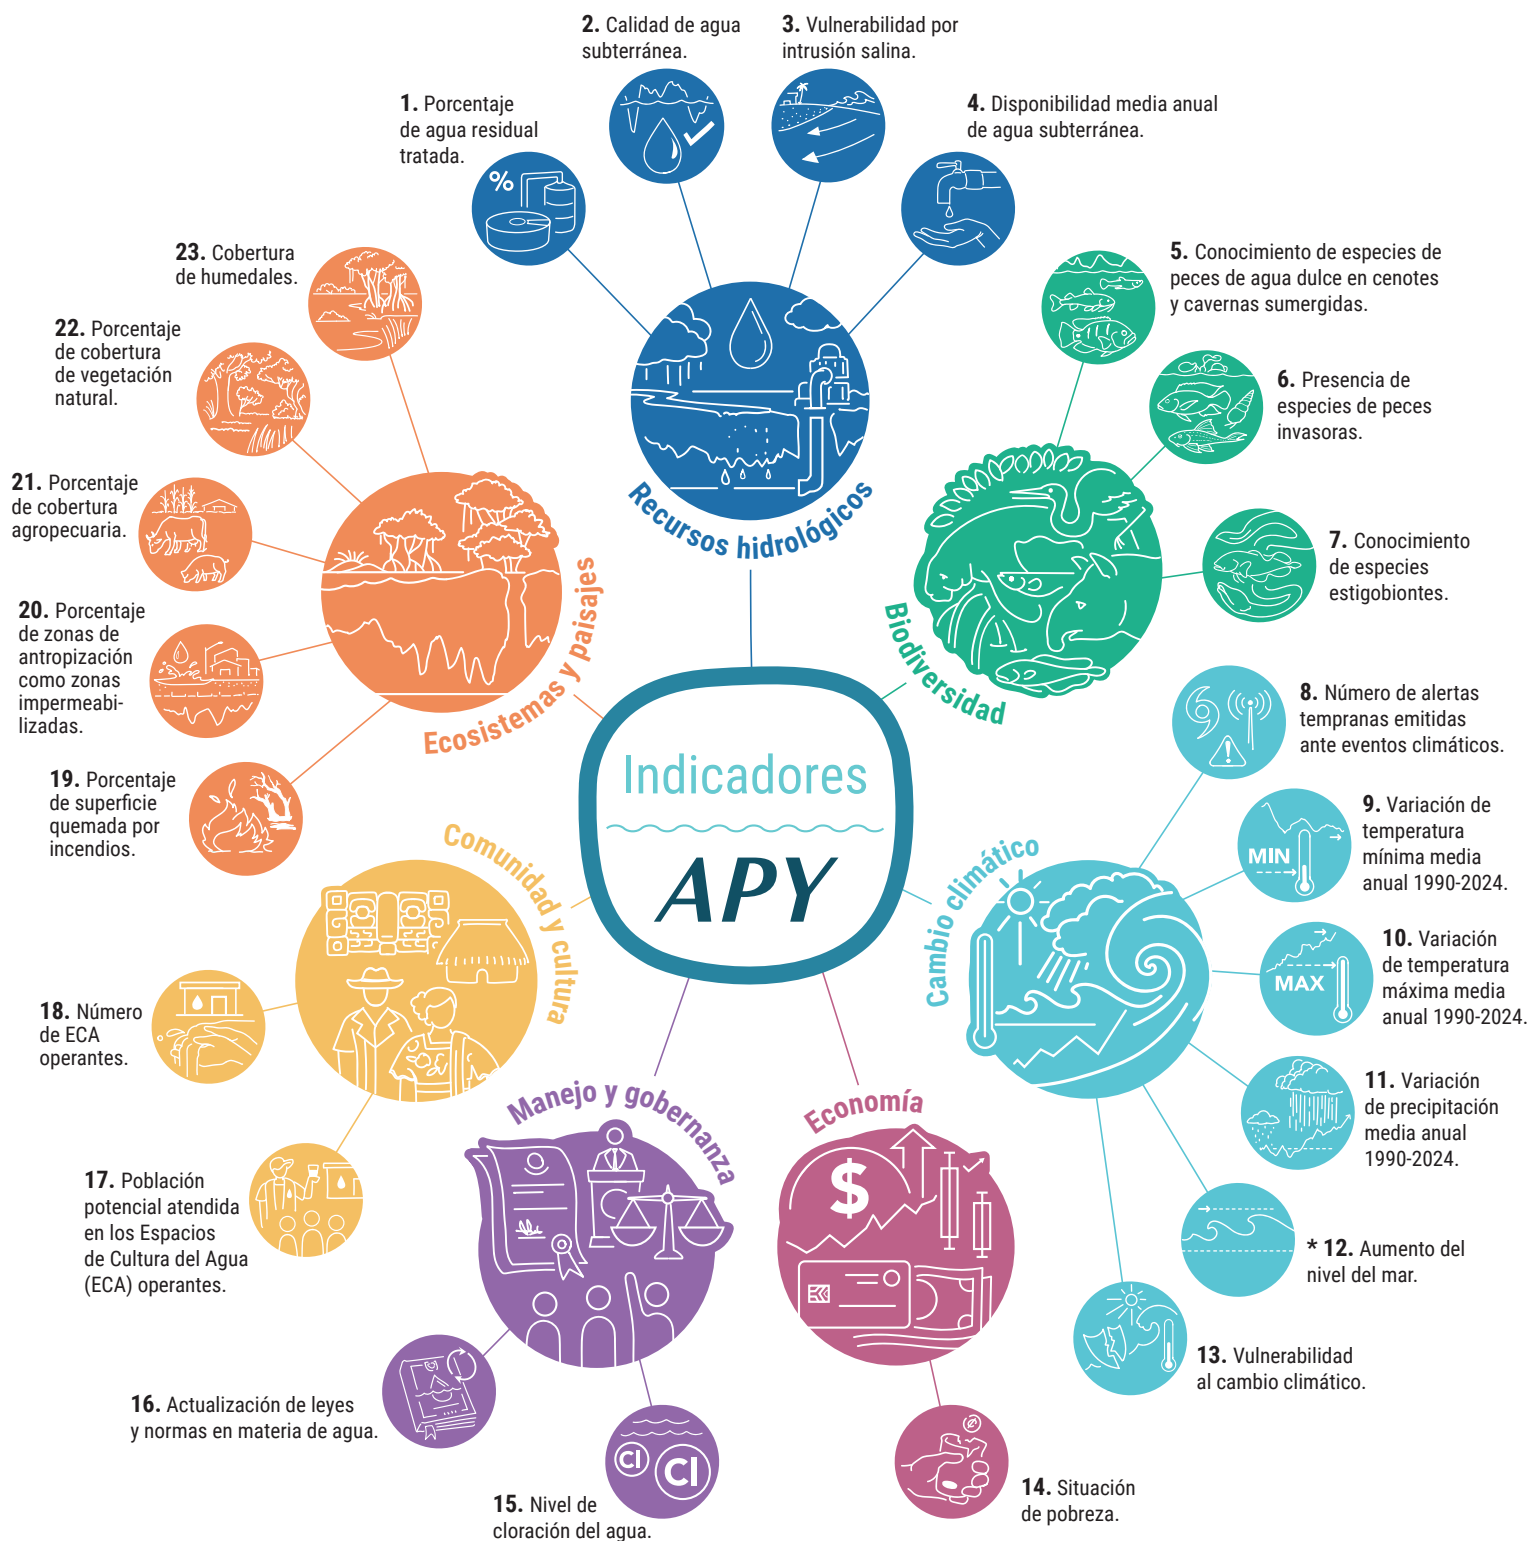 2. Calidad de agua
subterránea.
3. Vulnerabilidad por
intrusión salina.
1. Porcentaje
de agua residual
tratada.
4. Disponibilidad media anual
de agua subterránea.
%
23. Cobertura
de humedales.
5. Conocimiento de especies de
peces de agua dulce en cenotes
y cavernas sumergidas.
22. Porcentaje
de cobertura
de vegetación
natural.
6. Presencia de
especies de peces
invasoras.
21. Porcentaje
de cobertura
agropecuaria.
Recursos hidrológicos
7. Conocimiento
de especies
estigobiontes.
20. Porcentaje
de zonas de
antropización
como zonas
impermeabi-
lizadas.
Ecosistemas y paisajes
Biodiversidad
8. Número de alertas
tempranas emitidas
ante eventos climáticos.
19. Porcentaje
de superficie
quemada por
incendios.
Indicadores
APY
9. Variación de
temperatura
mínima media
anual 1990-2024.
MIN
Comunidad y cultura
Cambio climático
10. Variación
de temperatura
máxima media
anual 1990-2024.
MAX
18. Número
de ECA
operantes.
11. Variación
de precipitación
media anual
1990-2024.
Manejo y gobernanza
Economía
$
17. Población
potencial atendida
en los Espacios
de Cultura del Agua
(ECA) operantes.
* 12. Aumento del
nivel del mar.
13. Vulnerabilidad
al cambio climático.
16. Actualización de leyes
y normas en materia de agua.
Cl
Cl
15. Nivel de
cloración del agua.
₡
14. Situación
de pobreza.